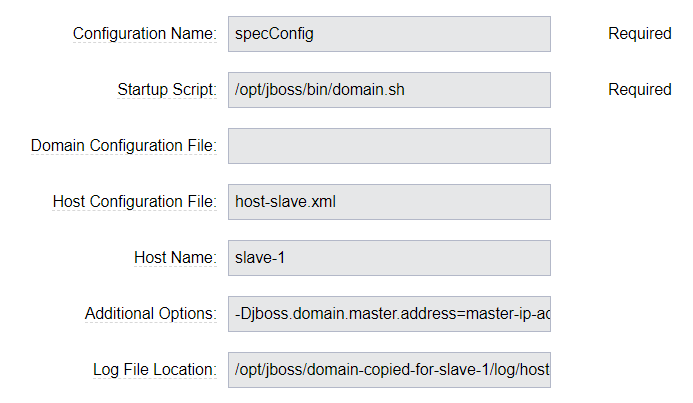 Configuration Name: specConfig Required
Startup Script: /opt/jboss/bin/domain.sh Required
Domain Configuration File:
Host Configuration File: host-slave.xml
Host Name: slave-1
Additional Options: -Djboss.domain.master.address=master-ip-ad
Log File Location: /opt/jboss/domain-copied-for-slave-1/log/host